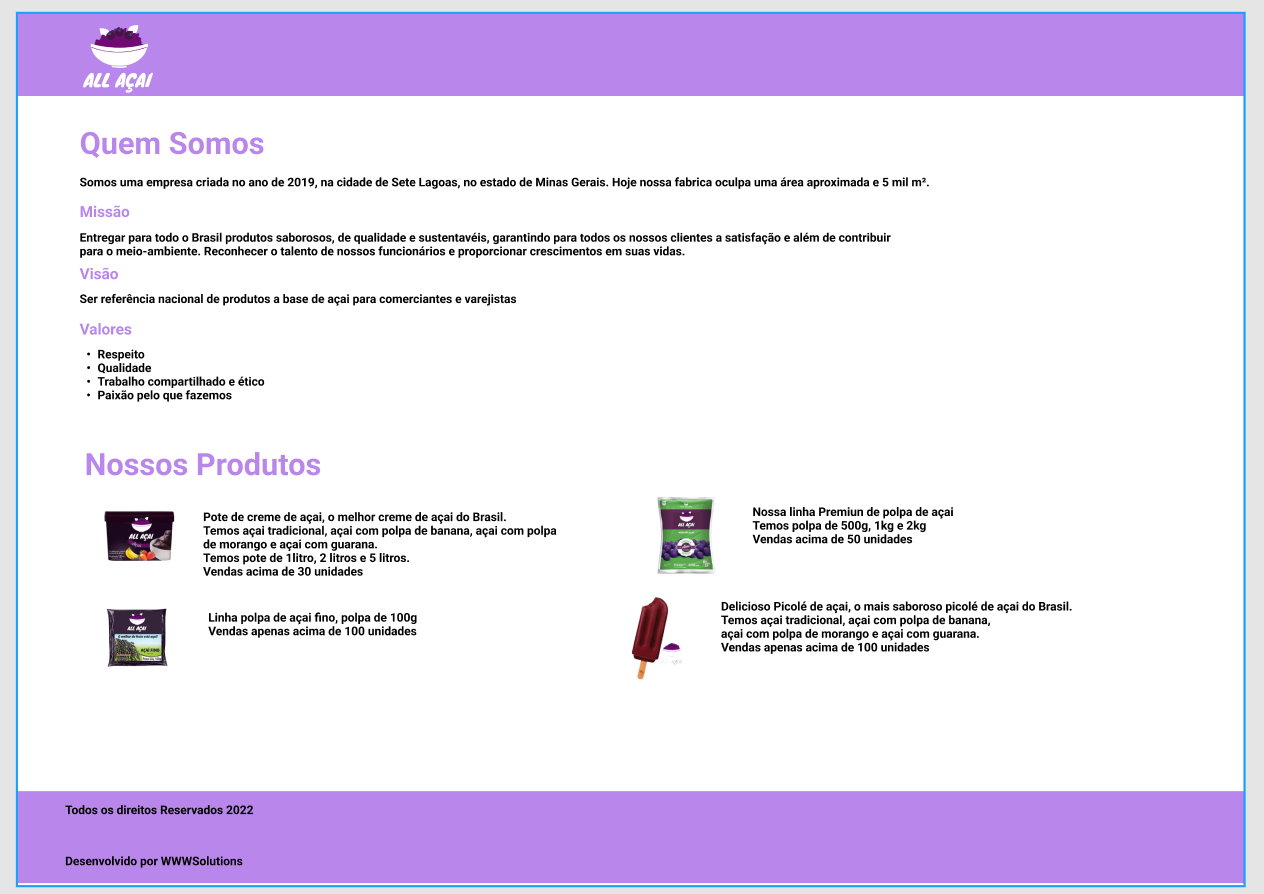 ALL AÇAI
Quem Somos
Somos uma empresa criada no ano de 2019, na cidade de Sete Lagoas, no estado de Minas Gerais. Hoje nossa fabrica oculpa uma área aproximada e 5 mil m².
Missão
Entregar para todo o Brasil produtos saborosos, de qualidade e sustentavéis, garantindo para todos os nossos clientes a satisfação e além de contribuir
para o meio-ambiente. Reconhecer o talento de nossos funcionários e proporcionar crescimentos em suas vidas.
Visão
Ser referência nacional de produtos a base de açai para comerciantes e varejistas
Valores
• Respeito
• Qualidade
• Trabalho compartilhado e ético
• Paixão pelo que fazemos
Nossos Produtos
ALL AÇAI
Pote de creme de açai, o melhor creme de açai do Brasil.
Temos açai tradicional, açai com polpa de banana, açai com polpa
de morango e açai com guarana.
Temos pote de 1litro, 2 litros e 5 litros.
Vendas acima de 30 unidades
ALL AÇAI
Nossa linha Premiun de polpa de açai
Temos polpa de 500g, 1kg e 2kg
Vendas acima de 50 unidades
ALL AÇAI
AÇAÍ FINO
Linha polpa de açai fino, polpa de 100g
Vendas apenas acima de 100 unidades
Delicioso Picolé de açai, o mais saboroso picolé de açai do Brasil.
Temos açai tradicional, açai com polpa de banana,
açai com polpa de morango e açai com guarana.
Vendas apenas acima de 100 unidades
Todos os direitos Reservados 2022
Desenvolvido por WWWSolutions